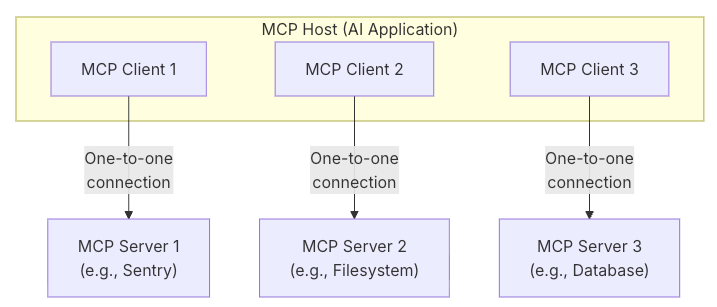 MCP Host (AI Application)
MCP Client 1
MCP Client 2
MCP Client 3
One-to-one
connection
One-to-one
connection
One-to-one
connection
MCP Server 1
(e.g., Sentry)
MCP Server 2
(e.g., Filesystem)
MCP Server 3
(e.g., Database)